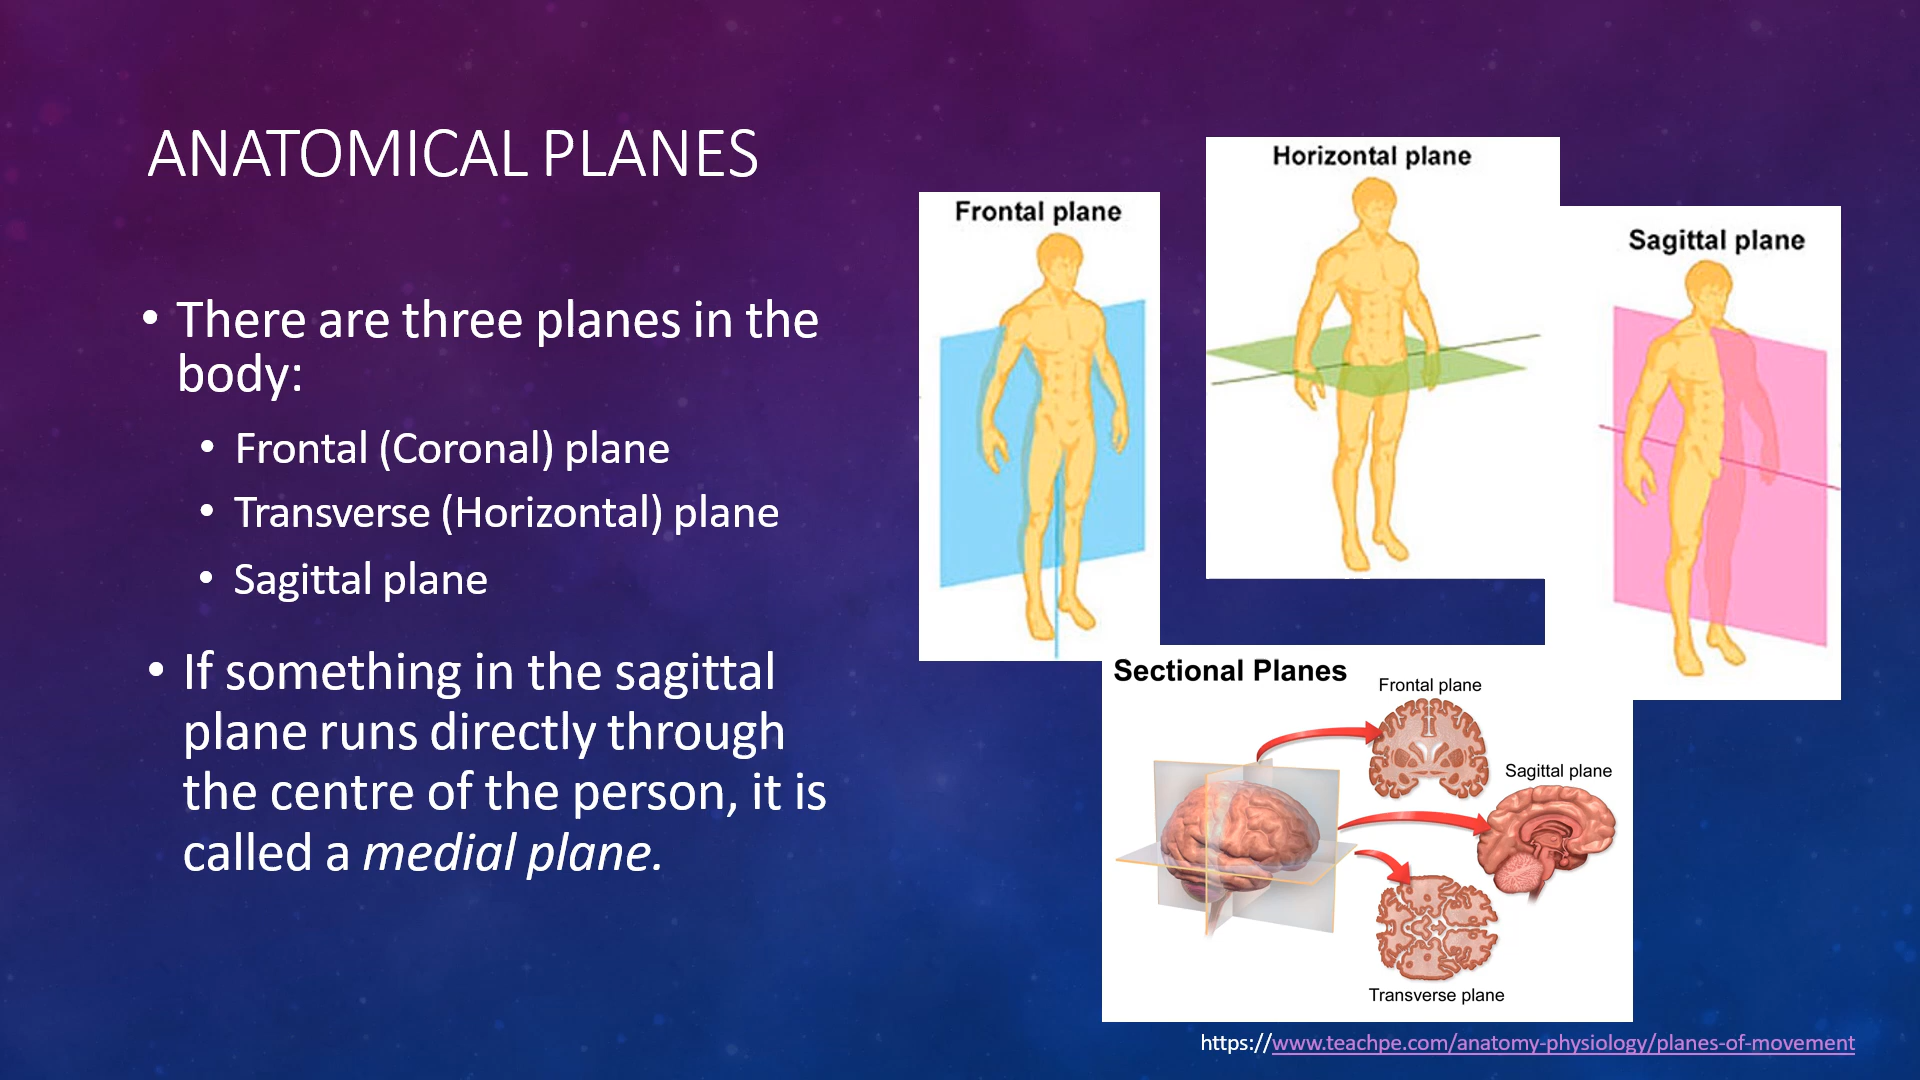 ANATOMICAL PLANES
• There are three planes in the
body:
• Frontal (Coronal) plane
• Transverse (Horizontal) plane
• Sagittal plane
• If something in the sagittal
plane runs directly through
the centre of the person, it is
called a medial plane.
Frontal plane
Horizontal plane
Sagittal plane
Sectional Planes
Frontal plane
Sagittal plane
Transverse plane
https://www.teachpe.com/anatomy-physiology/planes-of-movement